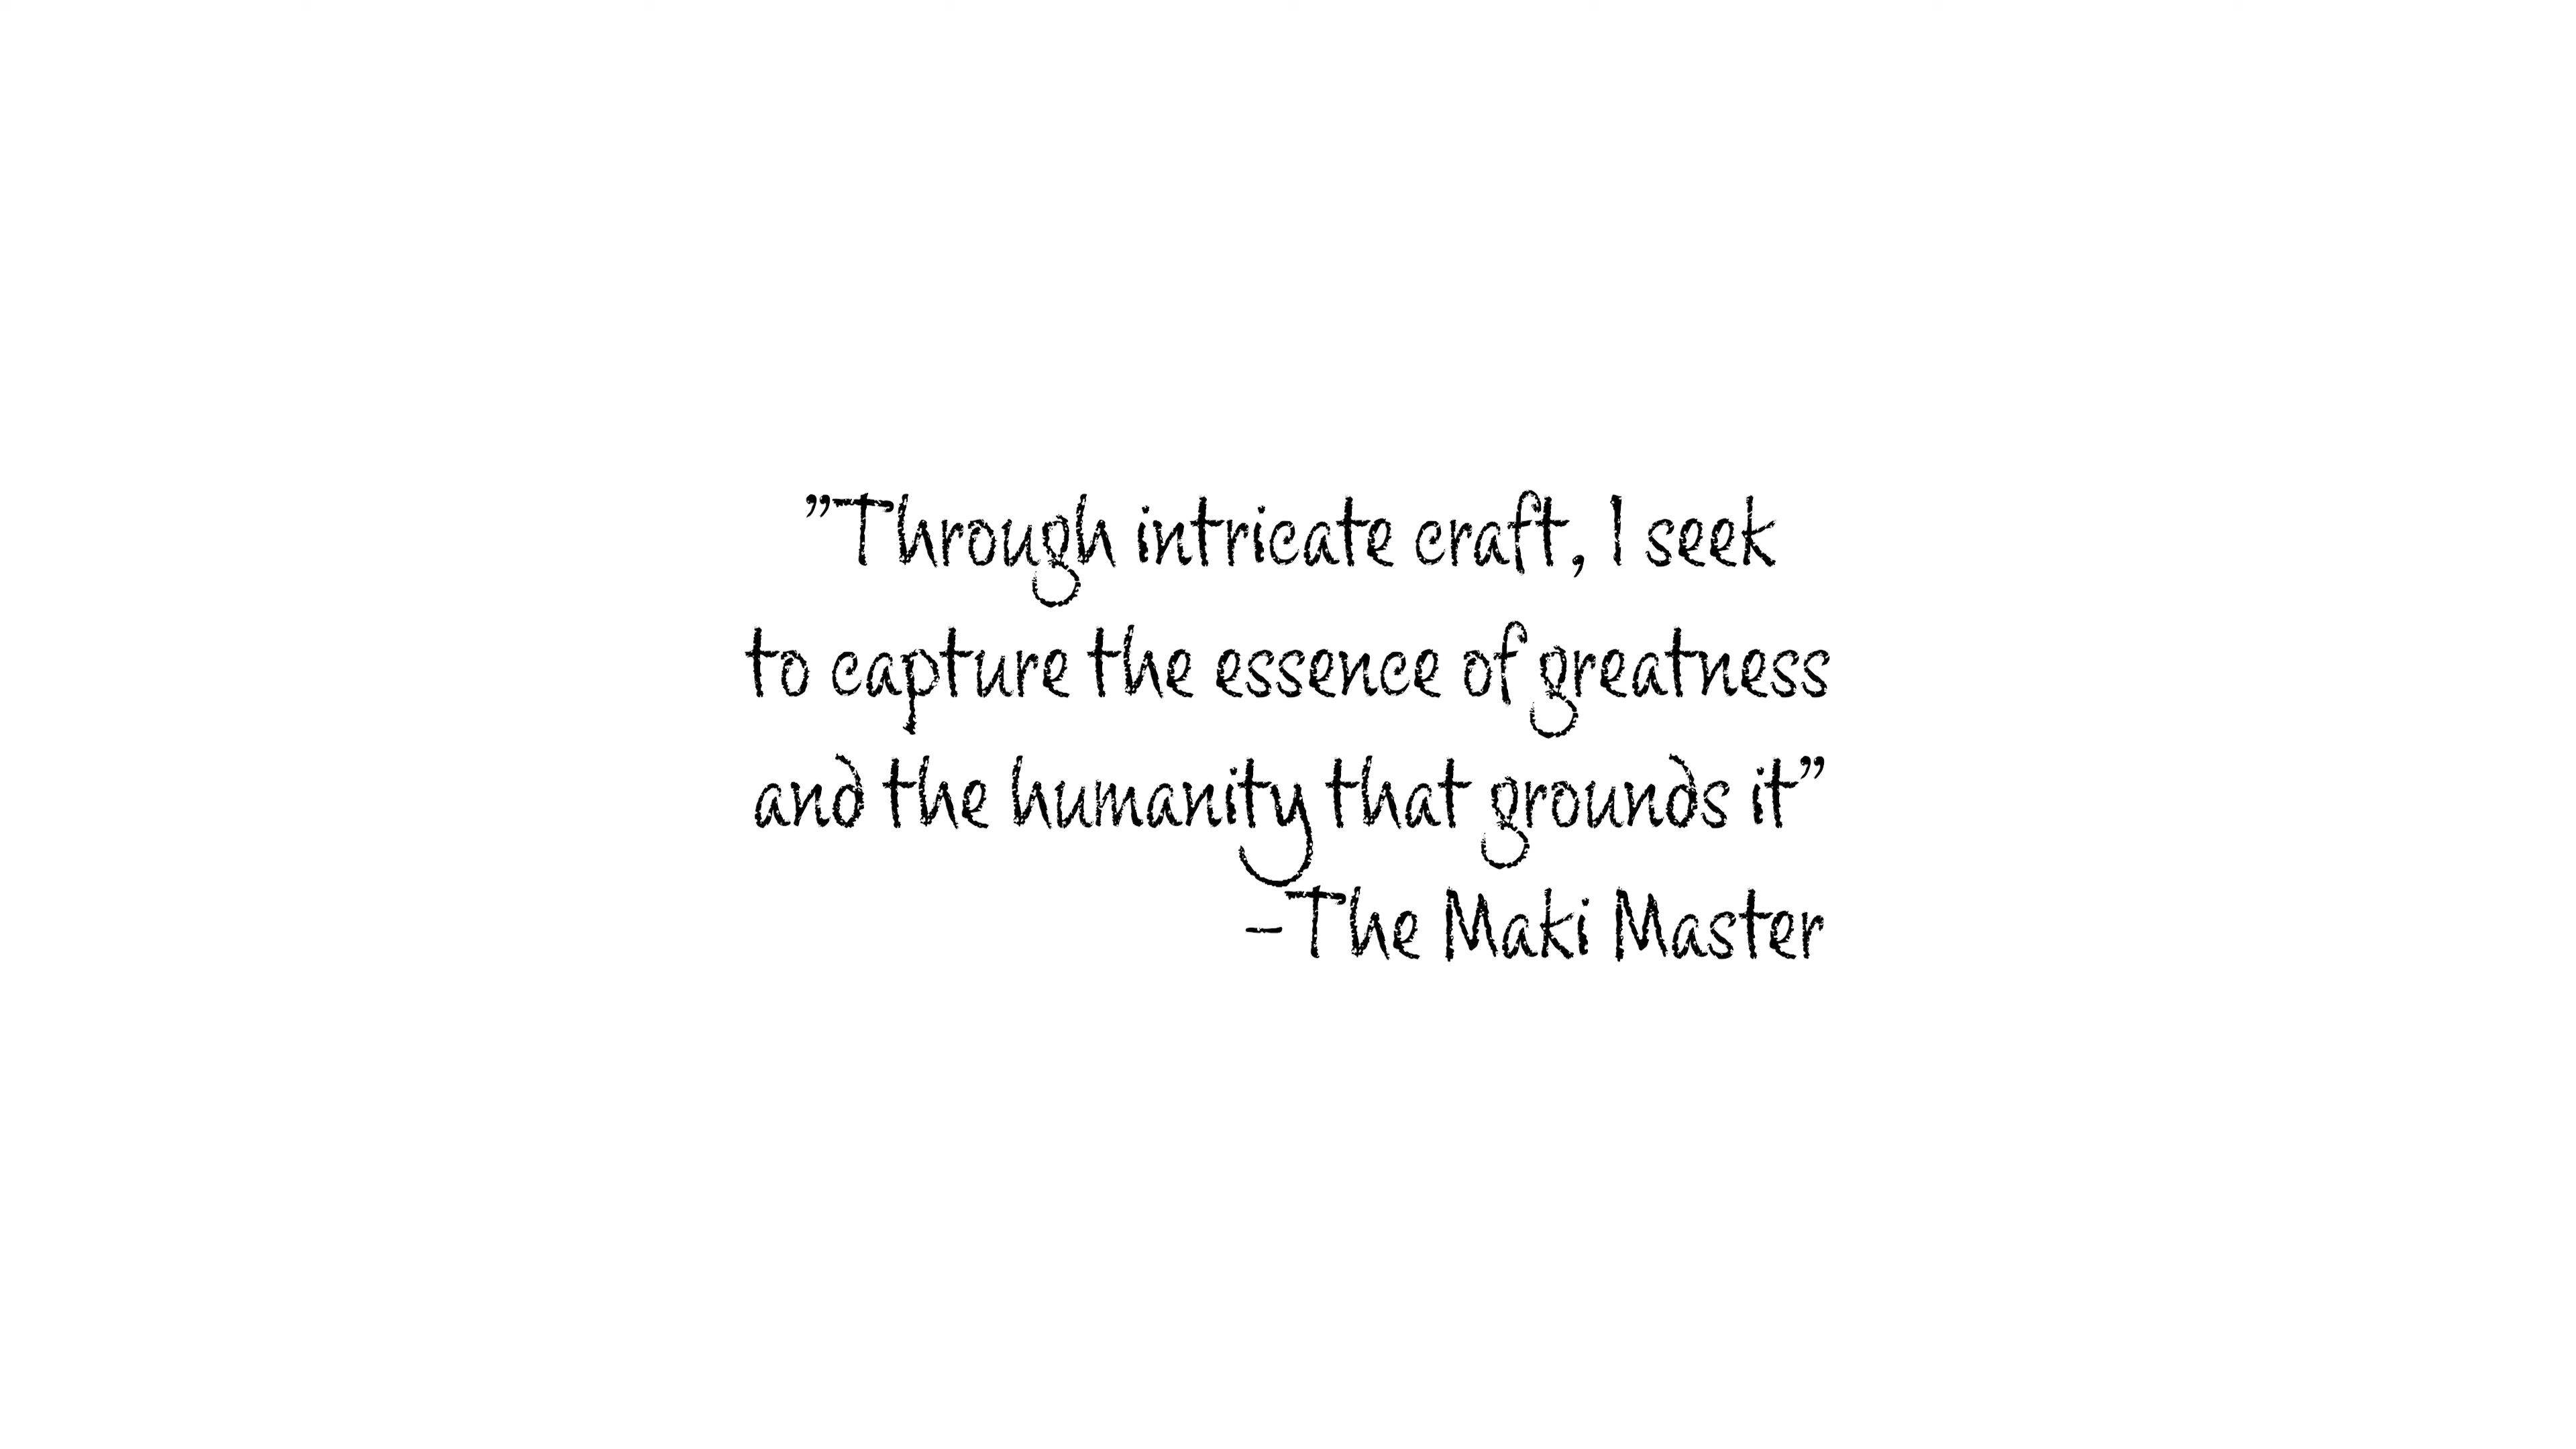 ”Through intricate craft, I seek
to capture the essence of greatness
and the humanity that grounds it”
-The Maki Master